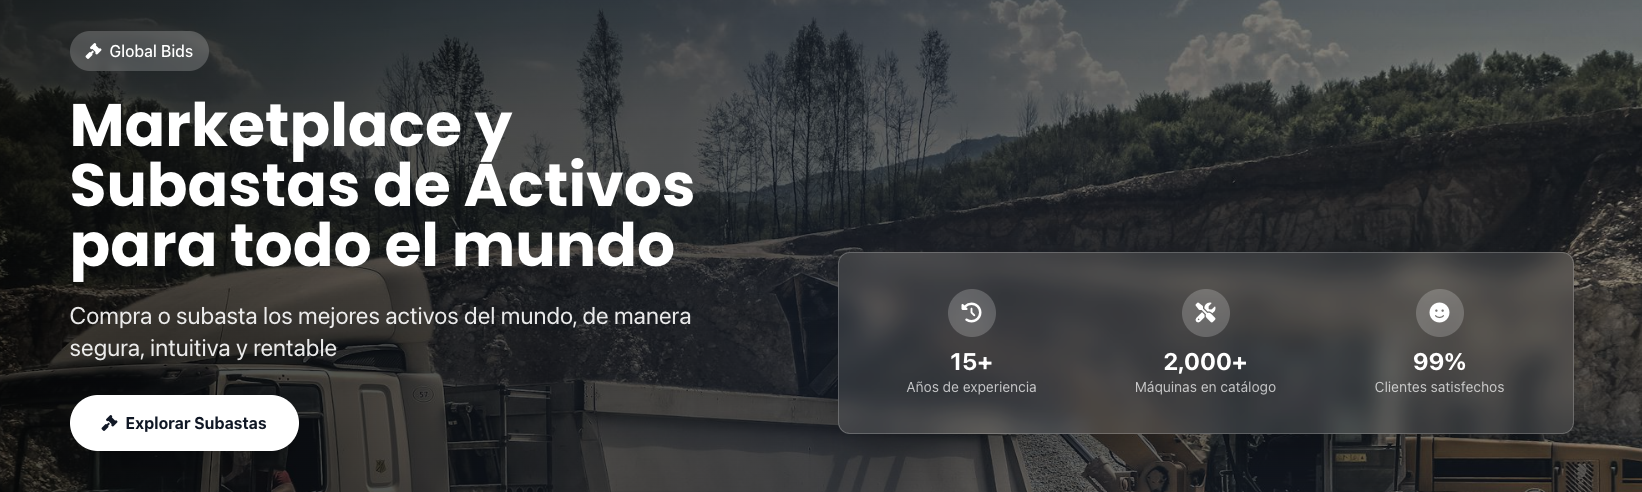 Global Bids
Marketplace y
Subastas de Activos
para todo el mundo
Compra o subasta los mejores activos del mundo, de manera
segura, intuitiva y rentable
Explorar Subastas
15+
Años de experiencia
2,000+
Máquinas en catálogo
99%
Clientes satisfechos